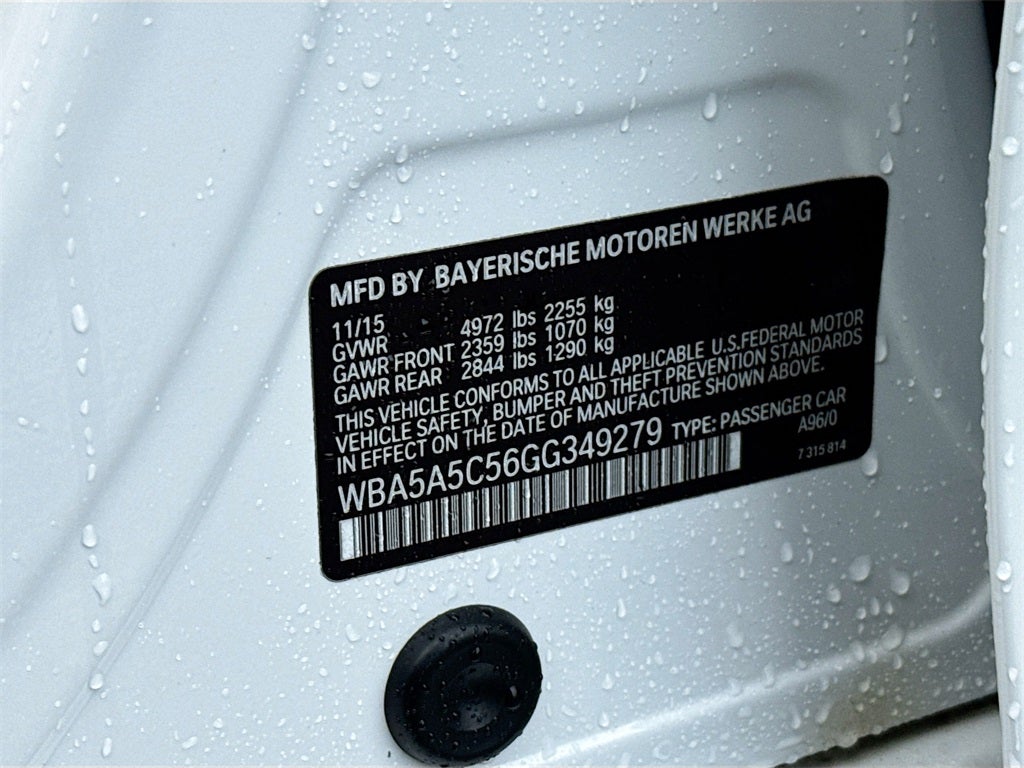 MFD BY BAYERISCHE MOTOREN WERKE AG
11/15
GVWR 4972 lbs 2255 kg
GAWR FRONT 2359 lbs 1070 kg
GAWR REAR 2844 lbs 1290 kg
THIS VEHICLE CONFORMS TO ALL APPLICABLE U.S.FEDERAL MOTOR
VEHICLE SAFETY, BUMPER AND THEFT PREVENTION STANDARDS
IN EFFECT ON THE DATE OF MANUFACTURE SHOWN ABOVE.
WBA5A5C56GG349279 TYPE: PASSENGER CAR
A96/0
7 315 814